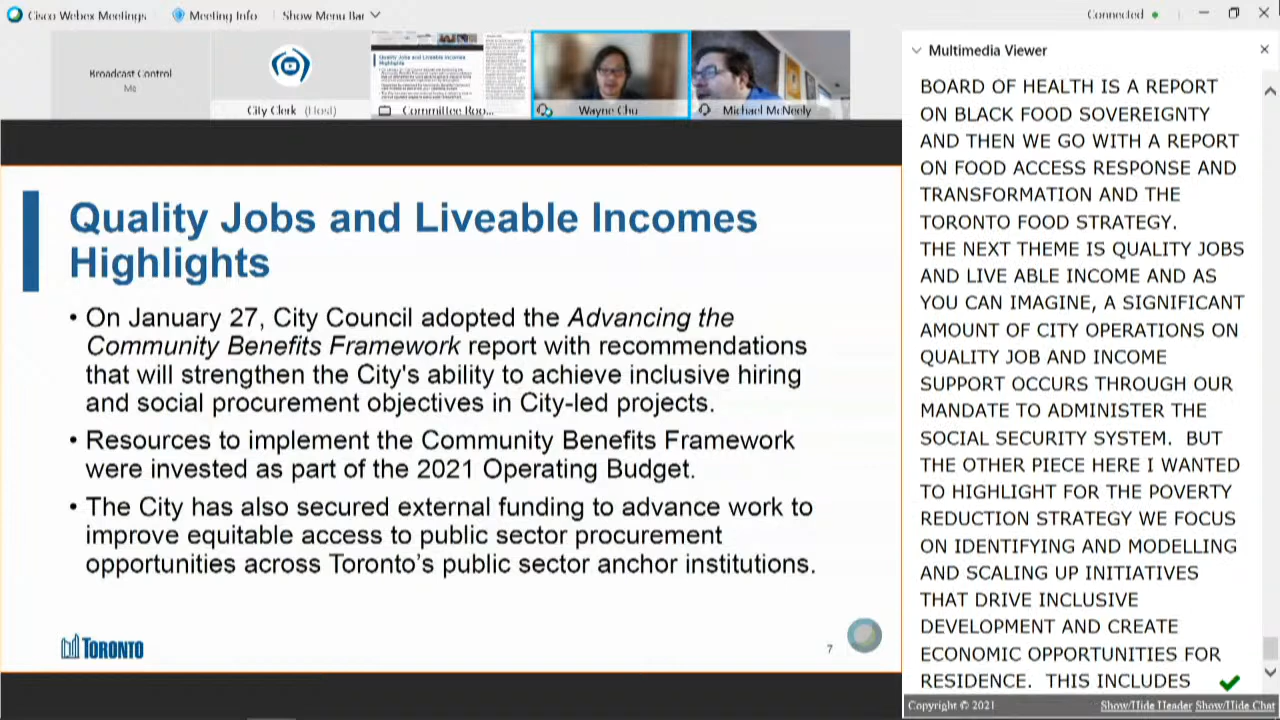 Cisco Webex Meetings
Meeting Info
Show Menu Bar
Connected
Broadcast Control
Me
City Clerk (Host)
Committee Roo...
Wayne Chu
Michael McNeely
Quality Jobs and Liveable Incomes
Highlights
Quality Jobs and Liveable Incomes
Highlights
• On January 27, City Council adopted the Advancing the
Community Benefits Framework report with recommendations
that will strengthen the City's ability to achieve inclusive hiring
and social procurement objectives in City-led projects.
• Resources to implement the Community Benefits Framework
were invested as part of the 2021 Operating Budget.
• The City has also secured external funding to advance work to
improve equitable access to public sector procurement
opportunities across Toronto’s public sector anchor institutions.
TORONTO
7
Multimedia Viewer
BOARD OF HEALTH IS A REPORT
ON BLACK FOOD SOVEREIGNTY
AND THEN WE GO WITH A REPORT
ON FOOD ACCESS RESPONSE AND
TRANSFORMATION AND THE
TORONTO FOOD STRATEGY.
THE NEXT THEME IS QUALITY JOBS
AND LIVE ABLE INCOME AND AS
YOU CAN IMAGINE, A SIGNIFICANT
AMOUNT OF CITY OPERATIONS ON
QUALITY JOB AND INCOME
SUPPORT OCCURS THROUGH OUR
MANDATE TO ADMINISTER THE
SOCIAL SECURITY SYSTEM. BUT
THE OTHER PIECE HERE I WANTED
TO HIGHLIGHT FOR THE POVERTY
REDUCTION STRATEGY WE FOCUS
ON IDENTIFYING AND MODELLING
AND SCALING UP INITIATIVES
THAT DRIVE INCLUSIVE
DEVELOPMENT AND CREATE
ECONOMIC OPPORTUNITIES FOR
RESIDENCE. THIS INCLUDES
Copyright © 2021
Show/Hide Header Show/Hide Chat